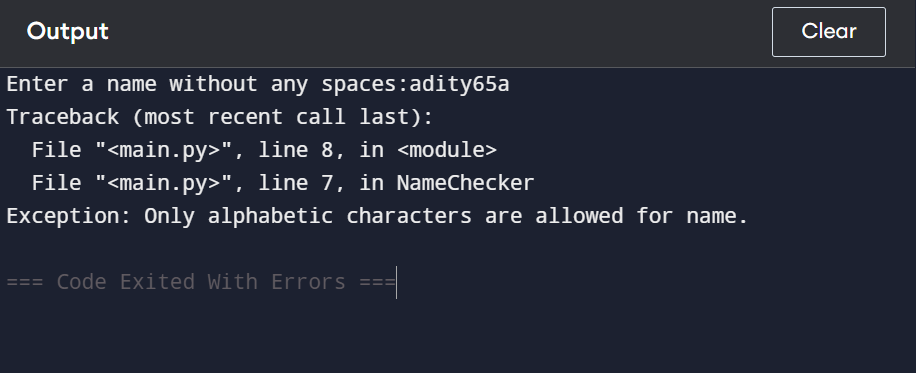 Output
Clear
Enter a name without any spaces:adity65a
Traceback (most recent call last):
  File "<main.py>", line 8, in <module>
  File "<main.py>", line 7, in NameChecker
Exception: Only alphabetic characters are allowed for name.
=== Code Exited With Errors ===